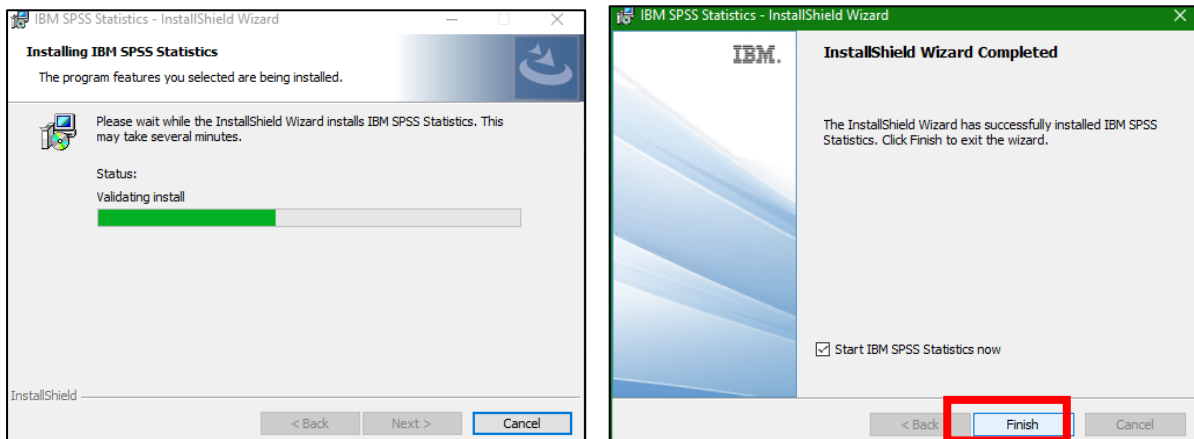 IBM SPSS Statistics - InstallShield Wizard
Installing IBM SPSS Statistics
The program features you selected are being installed.
Please wait while the InstallShield Wizard installs IBM SPSS Statistics. This
may take several minutes.
Status:
Validating install
InstallShield
< Back
Next >
Cancel
IBM SPSS Statistics - InstallShield Wizard
IBM.
InstallShield Wizard Completed
The InstallShield Wizard has successfully installed IBM SPSS
Statistics. Click Finish to exit the wizard.
Start IBM SPSS Statistics now
< Back
Finish
Cancel